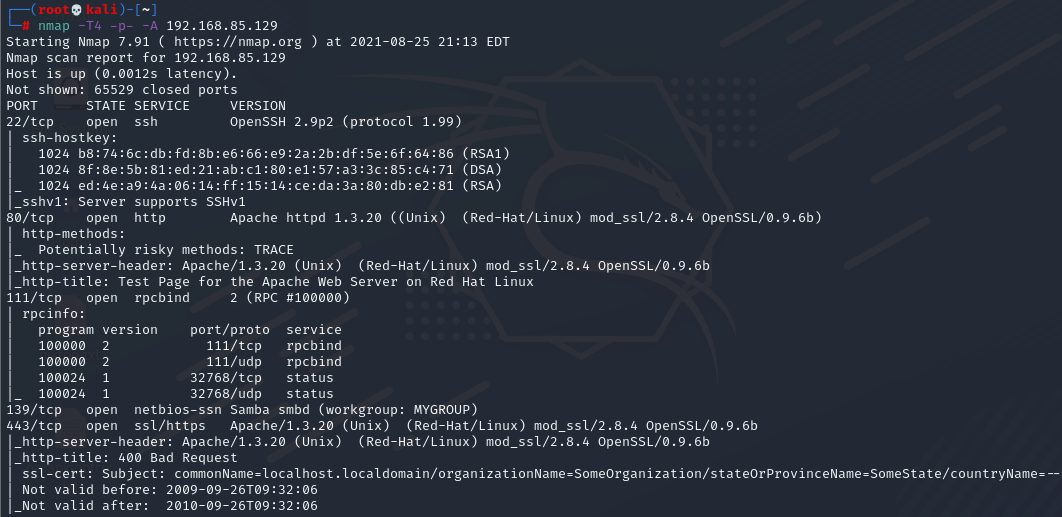 ┌──(root💀kali)-[~]
└─# nmap -T4 -p- -A 192.168.85.129
Starting Nmap 7.91 ( https://nmap.org ) at 2021-08-25 21:13 EDT
Nmap scan report for 192.168.85.129
Host is up (0.0012s latency).
Not shown: 65529 closed ports
PORT      STATE SERVICE     VERSION
22/tcp    open  ssh         OpenSSH 2.9p2 (protocol 1.99)
| ssh-hostkey:
|   1024 b8:74:6c:db:fd:8b:e6:66:e9:2a:2b:df:5e:6f:64:86 (RSA1)
|   1024 8f:8e:5b:81:ed:21:ab:c1:80:e1:57:a3:3c:85:c4:71 (DSA)
|_  1024 ed:4e:a9:4a:06:14:ff:15:14:ce:da:3a:80:db:e2:81 (RSA)
|_sshv1: Server supports SSHv1
80/tcp    open  http        Apache httpd 1.3.20 ((Unix)  (Red-Hat/Linux) mod_ssl/2.8.4 OpenSSL/0.9.6b)
| http-methods:
|_  Potentially risky methods: TRACE
|_http-server-header: Apache/1.3.20 (Unix)  (Red-Hat/Linux) mod_ssl/2.8.4 OpenSSL/0.9.6b
|_http-title: Test Page for the Apache Web Server on Red Hat Linux
111/tcp   open  rpcbind     2 (RPC #100000)
| rpcinfo:
|   program version    port/proto  service
|   100000  2            111/tcp   rpcbind
|   100000  2            111/udp   rpcbind
|   100024  1          32768/tcp   status
|_  100024  1          32768/udp   status
139/tcp   open  netbios-ssn Samba smbd (workgroup: MYGROUP)
443/tcp   open  ssl/https   Apache/1.3.20 (Unix)  (Red-Hat/Linux) mod_ssl/2.8.4 OpenSSL/0.9.6b
|_http-server-header: Apache/1.3.20 (Unix)  (Red-Hat/Linux) mod_ssl/2.8.4 OpenSSL/0.9.6b
|_http-title: 400 Bad Request
| ssl-cert: Subject: commonName=localhost.localdomain/organizationName=SomeOrganization/stateOrProvinceName=SomeState/countryName=--
| Not valid before: 2009-09-26T09:32:06
|_Not valid after:  2010-09-26T09:32:06